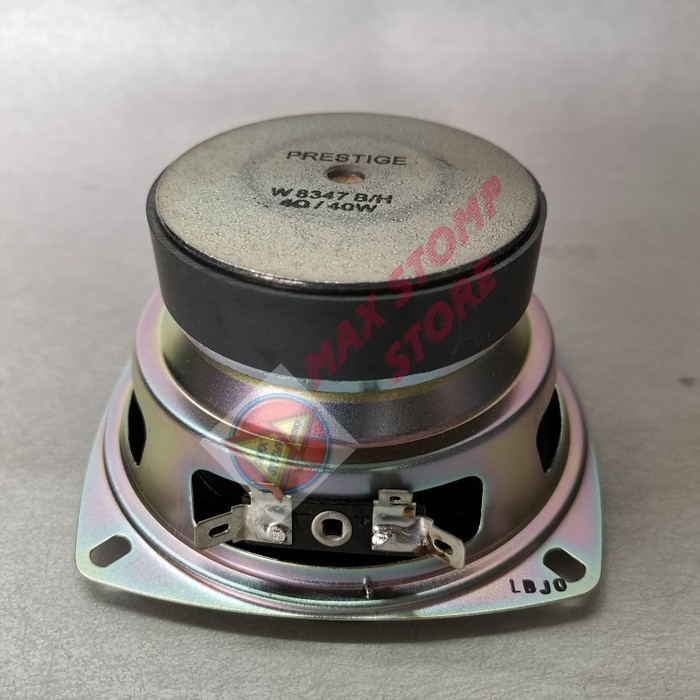 PRESTIGE
W 8347 B/H
4Ω / 40W
MAX STOMP
STORE
LBJO